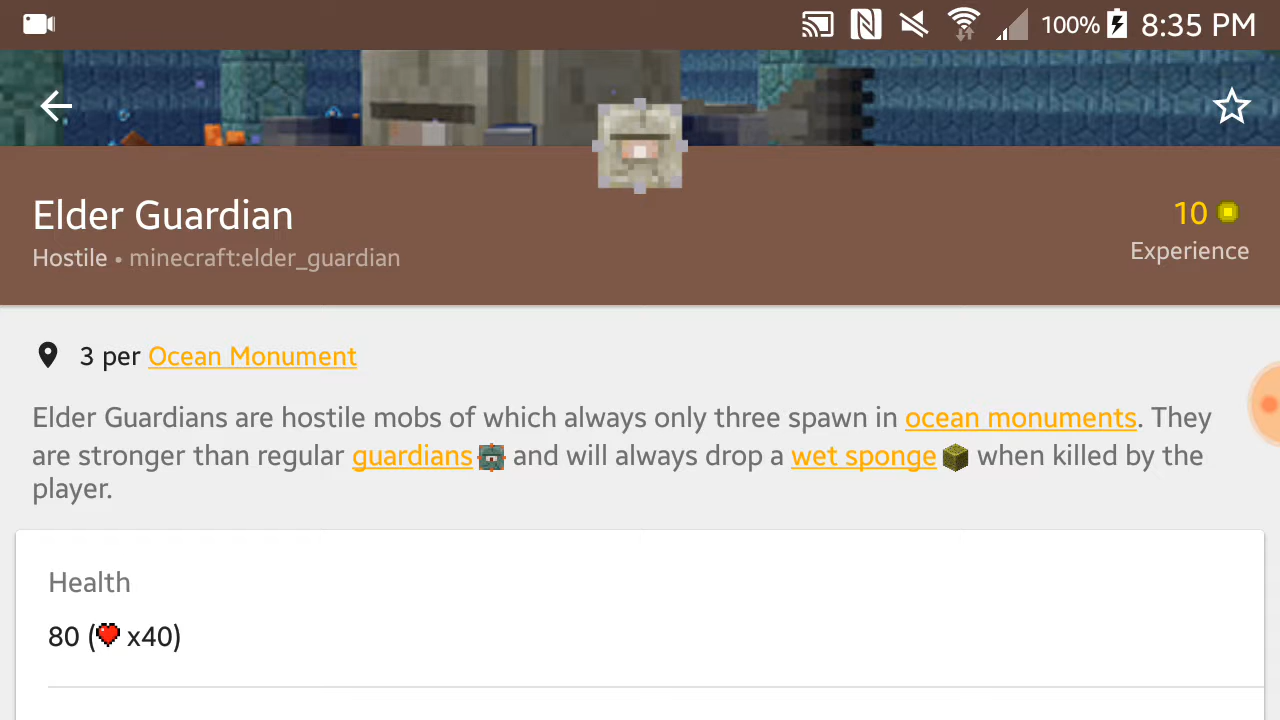 100% 8:35 PM
Elder Guardian
10
Hostile • minecraft:elder_guardian
Experience
3 per Ocean Monument
Elder Guardians are hostile mobs of which always only three spawn in ocean monuments. They
are stronger than regular guardians and will always drop a wet sponge when killed by the
player.
Health
80 ( x40)